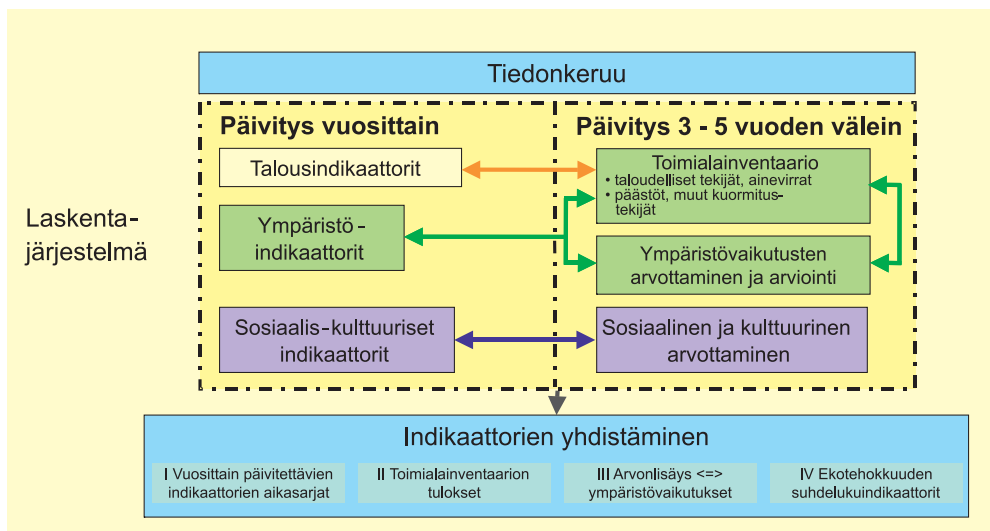 Tiedonkeruu
Päivitys vuosittain
Talousindikaattorit
Ympäristö-
indikaattorit
Sosiaalis-kulttuuriset
indikaattorit
Päivitys 3 - 5 vuoden välein
Toimialainventaario
• taloudelliset tekijät, ainevirrat
• päästöt, muut kuormitus-
tekijät
Ympäristövaikutusten
arvottaminen ja arviointi
Sosiaalinen ja kulttuurinen
arvottaminen
Laskenta-
järjestelmä
Indikaattorien yhdistäminen
I Vuosittain päivitettävien
indikaattorien aikasarjat
II Toimialainventaarion
tulokset
III Arvonlisäys <=>
ympäristövaikutukset
IV Ekotehokkuuden
suhdelukuindikaattorit